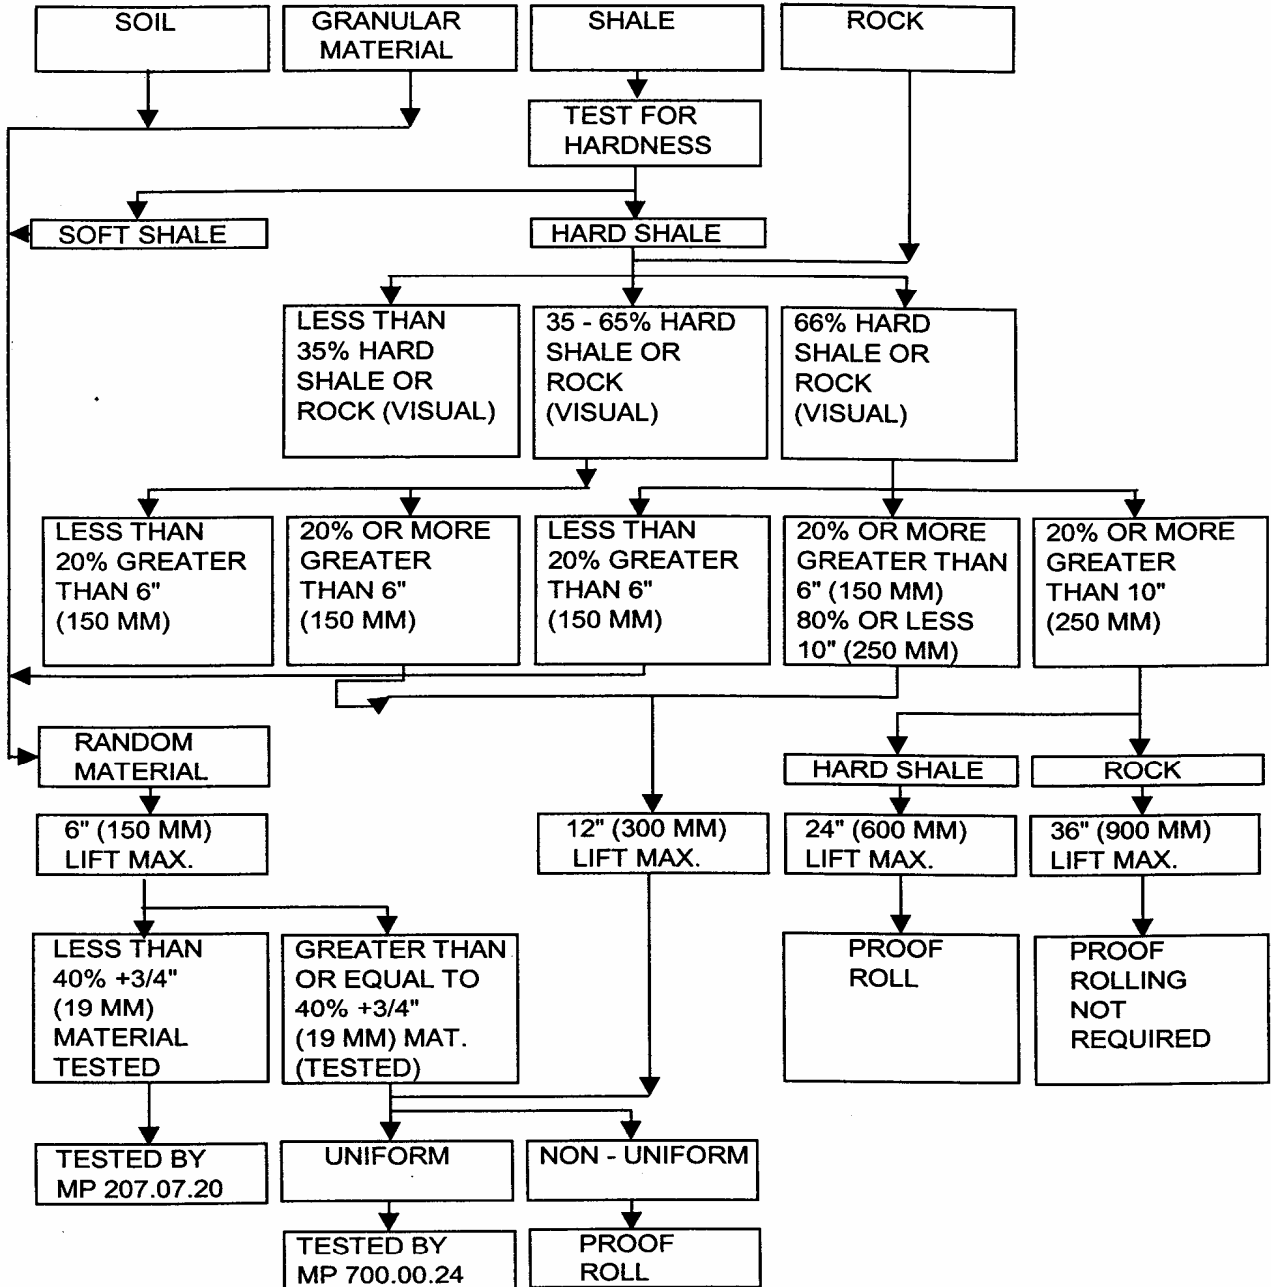 SOIL
GRANULAR
MATERIAL
SHALE
ROCK
TEST FOR
HARDNESS
SOFT SHALE
HARD SHALE
LESS THAN
35% HARD
SHALE OR
ROCK (VISUAL)
35 - 65% HARD
SHALE OR
ROCK
(VISUAL)
66% HARD
SHALE OR
ROCK
(VISUAL)
LESS THAN
20% GREATER
THAN 6"
(150 MM)
20% OR MORE
GREATER
THAN 6"
(150 MM)
LESS THAN
20% GREATER
THAN 6"
(150 MM)
20% OR MORE
GREATER THAN
6" (150 MM)
80% OR LESS
10" (250 MM)
20% OR MORE
GREATER
THAN 10"
(250 MM)
RANDOM
MATERIAL
HARD SHALE
ROCK
6" (150 MM)
LIFT MAX.
12" (300 MM)
LIFT MAX.
24" (600 MM)
LIFT MAX.
36" (900 MM)
LIFT MAX.
LESS THAN
40% +3/4"
(19 MM)
MATERIAL
TESTED
GREATER THAN
OR EQUAL TO
40% +3/4"
(19 MM) MAT.
(TESTED)
PROOF
ROLL
PROOF
ROLLING
NOT
REQUIRED
TESTED BY
MP 207.07.20
UNIFORM
NON - UNIFORM
TESTED BY
MP 700.00.24
PROOF
ROLL